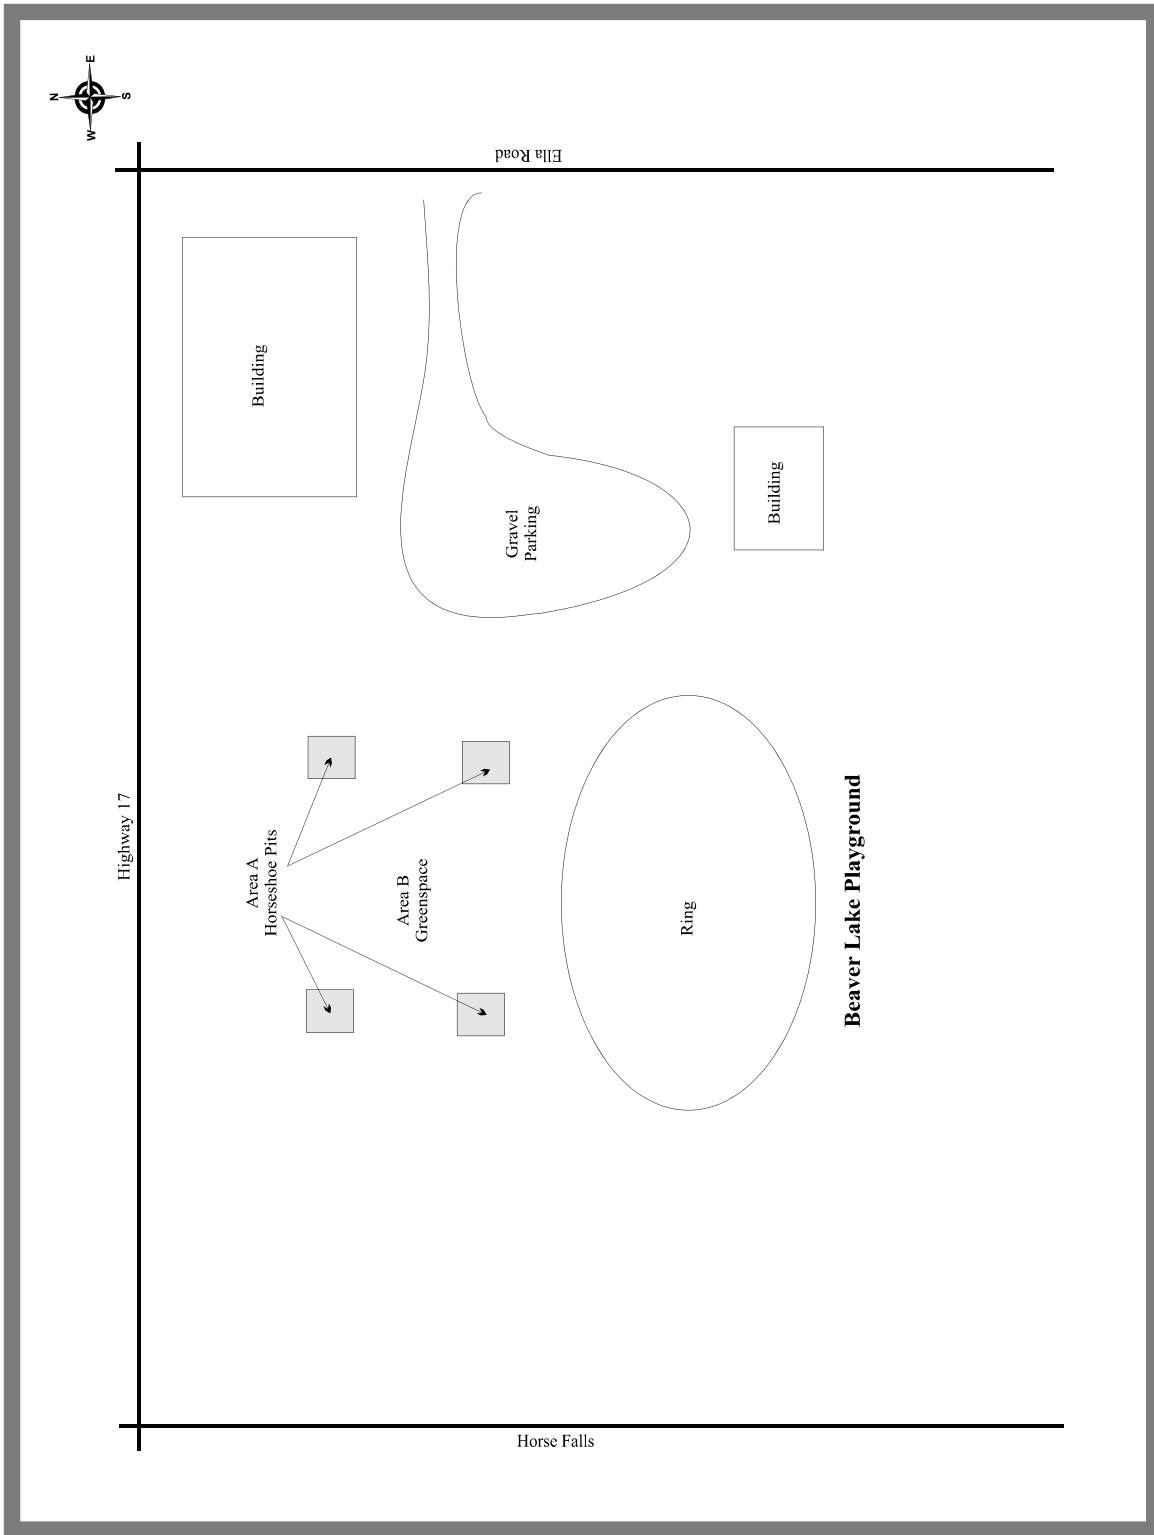 E
N
S
W
Ella Road
Highway 17
Building
Building
Gravel
Parking
Area A
Horseshoe Pits
Area B
Greenspace
Ring
Beaver Lake Playground
Horse Falls